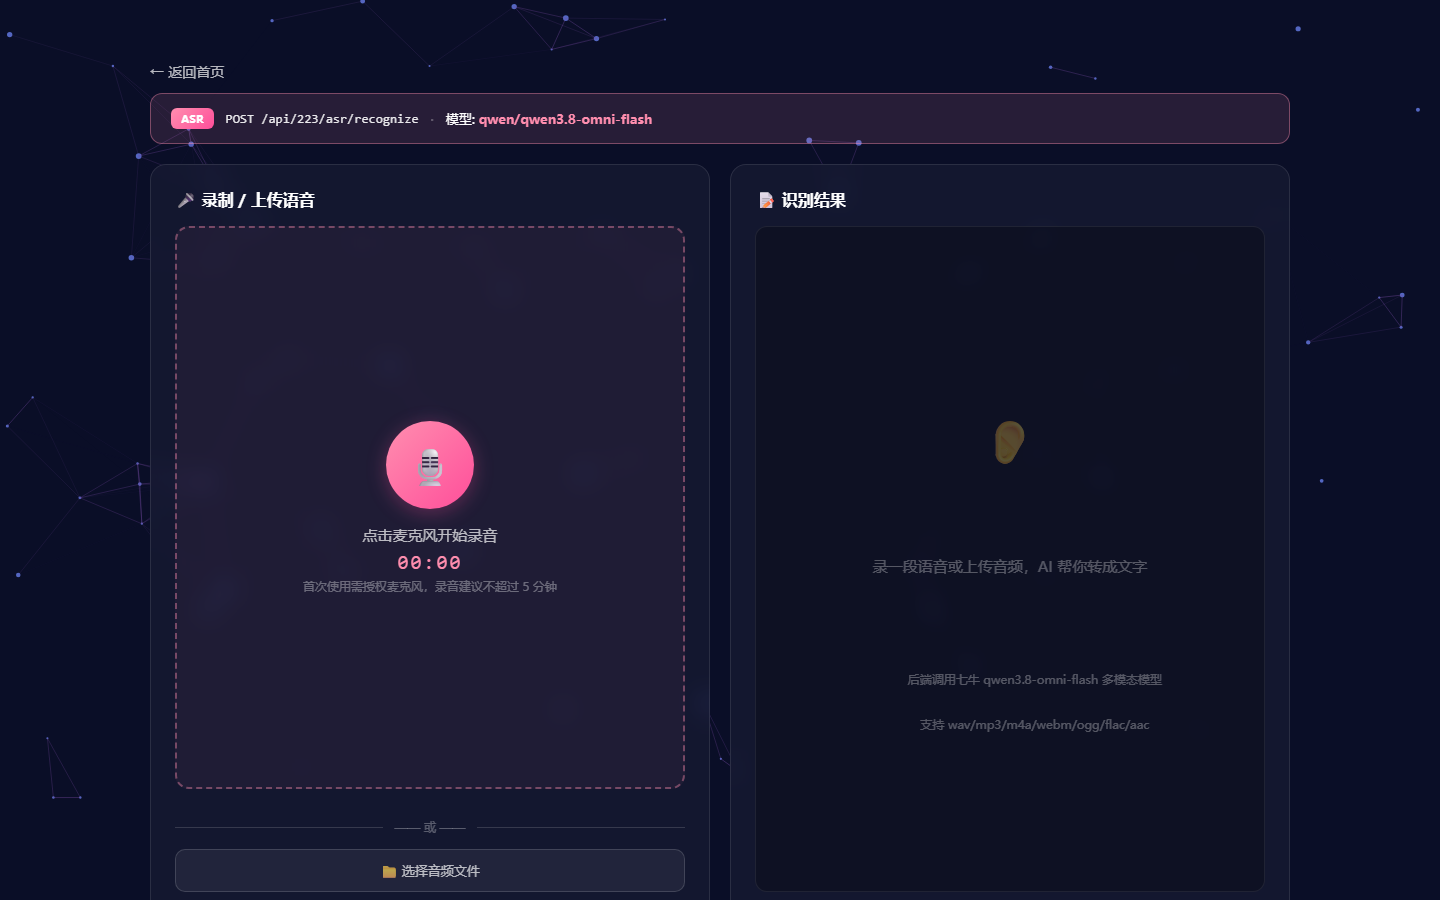 ← 返回首页
ASR POST /api/223/asr/recognize · 模型: qwen/qwen3.8-omni-flash
录制 / 上传语音
点击麦克风开始录音
00:00
首次使用需授权麦克风，录音建议不超过 5 分钟
—— 或 ——
选择音频文件
识别结果
录一段语音或上传音频，AI 帮你转成文字
后端调用七牛 qwen3.8-omni-flash 多模态模型
支持 wav/mp3/m4a/webm/ogg/flac/aac